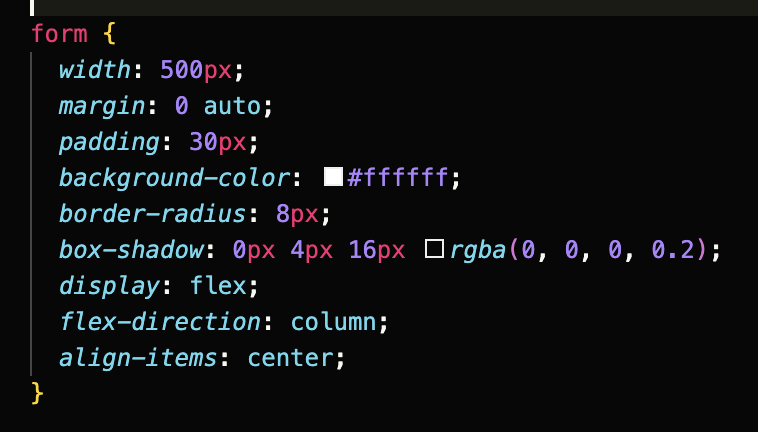 form {
  width: 500px;
  margin: 0 auto;
  padding: 30px;
  background-color: #ffffff;
  border-radius: 8px;
  box-shadow: 0px 4px 16px rgba(0, 0, 0, 0.2);
  display: flex;
  flex-direction: column;
  align-items: center;
}